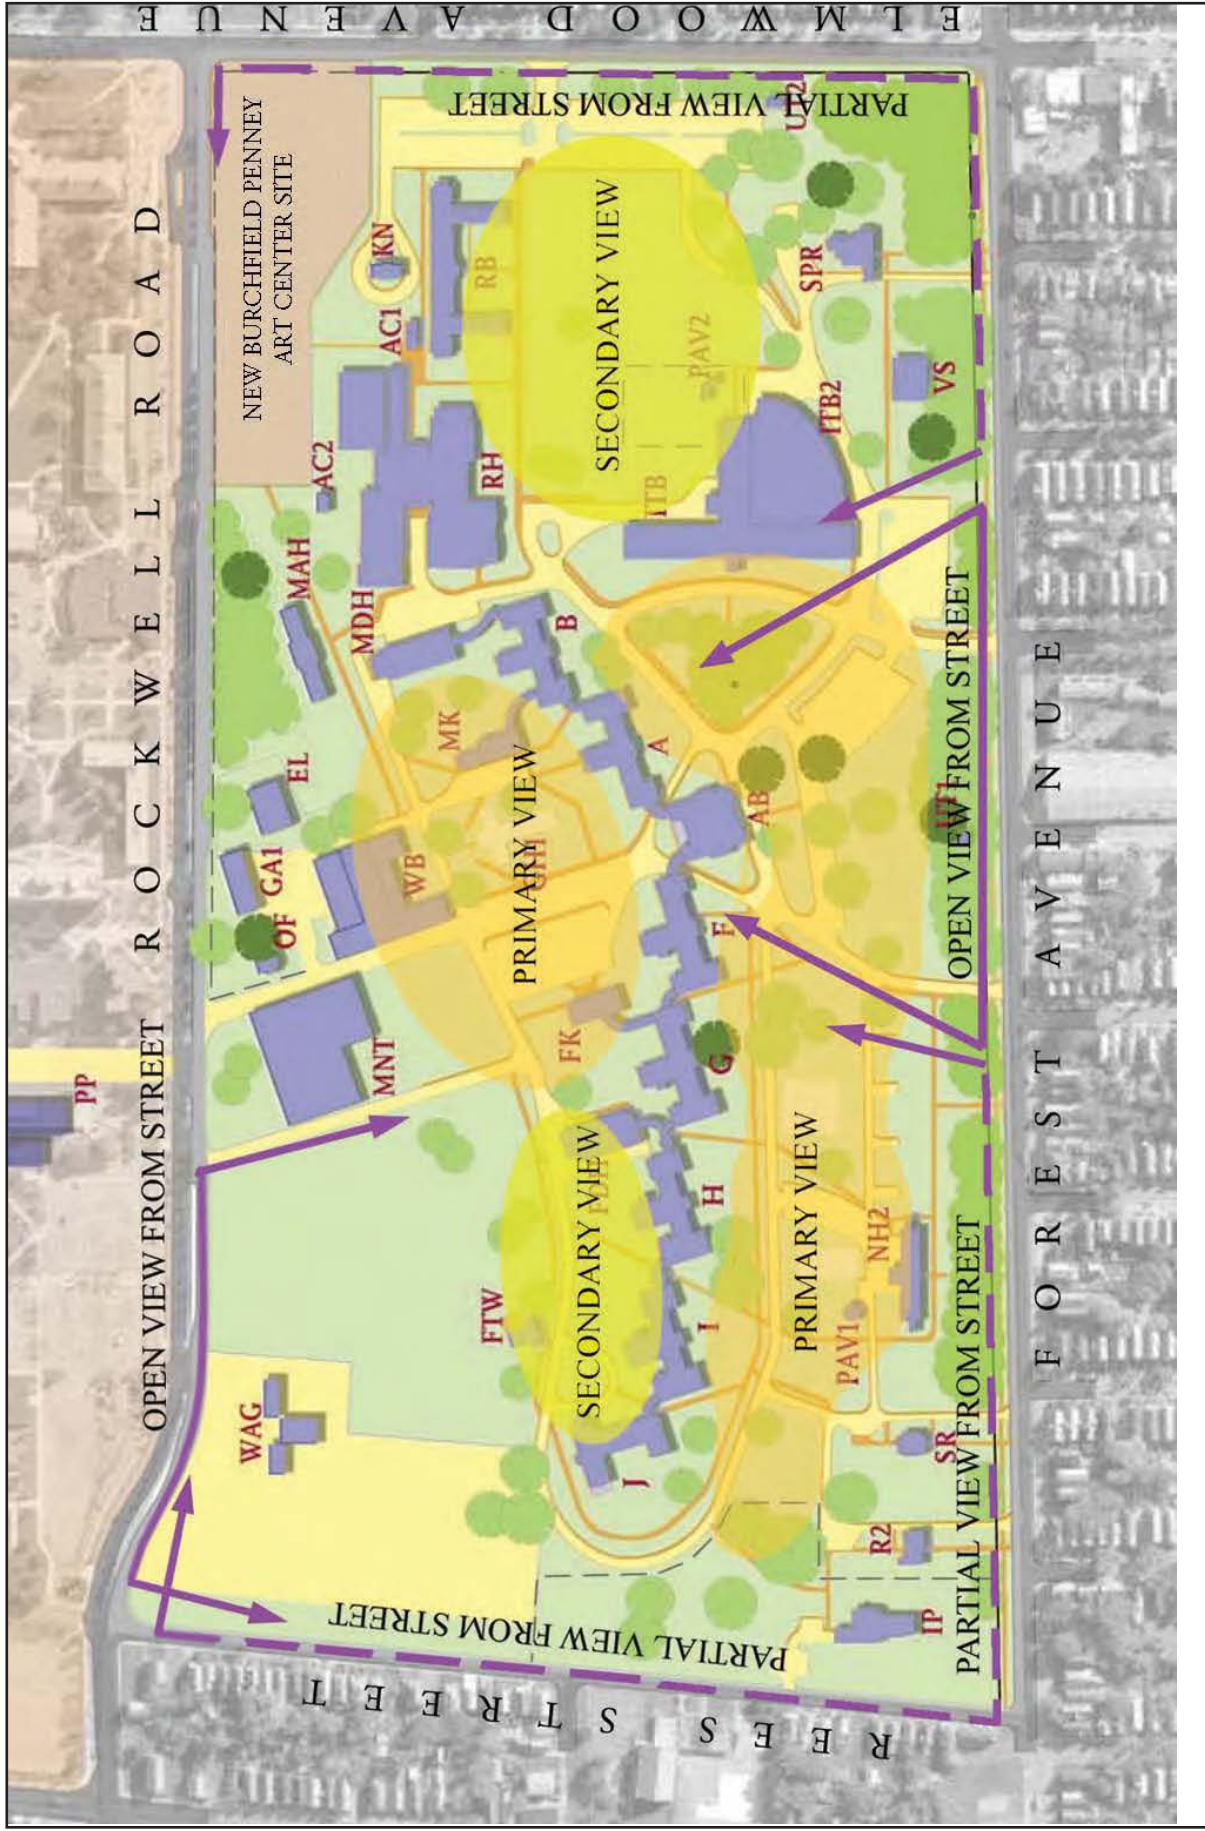 ELMWOOD AVENUE
ROCKWELL ROAD
FOREST AVENUE
REES STREET
PARTIAL VIEW FROM STREET
NEW BURCHFIELD PENNEY
ART CENTER SITE
SECONDARY VIEW
U12
KN
RB
AC1
SPR
PAV2
VS
ITB2
AC2
RH
ITB
MAH
MDH
B
MK
A
EL
PRIMARY VIEW
AB
OPEN VIEW FROM STREET
GA1
WB
OF
F
MNT
FK
G
PP
OPEN VIEW FROM STREET
SECONDARY VIEW
H
PRIMARY VIEW
NH2
FTW
I
PAV1
WAG
J
SR
PARTIAL VIEW FROM STREET
R2
IP
PARTIAL VIEW FROM STREET